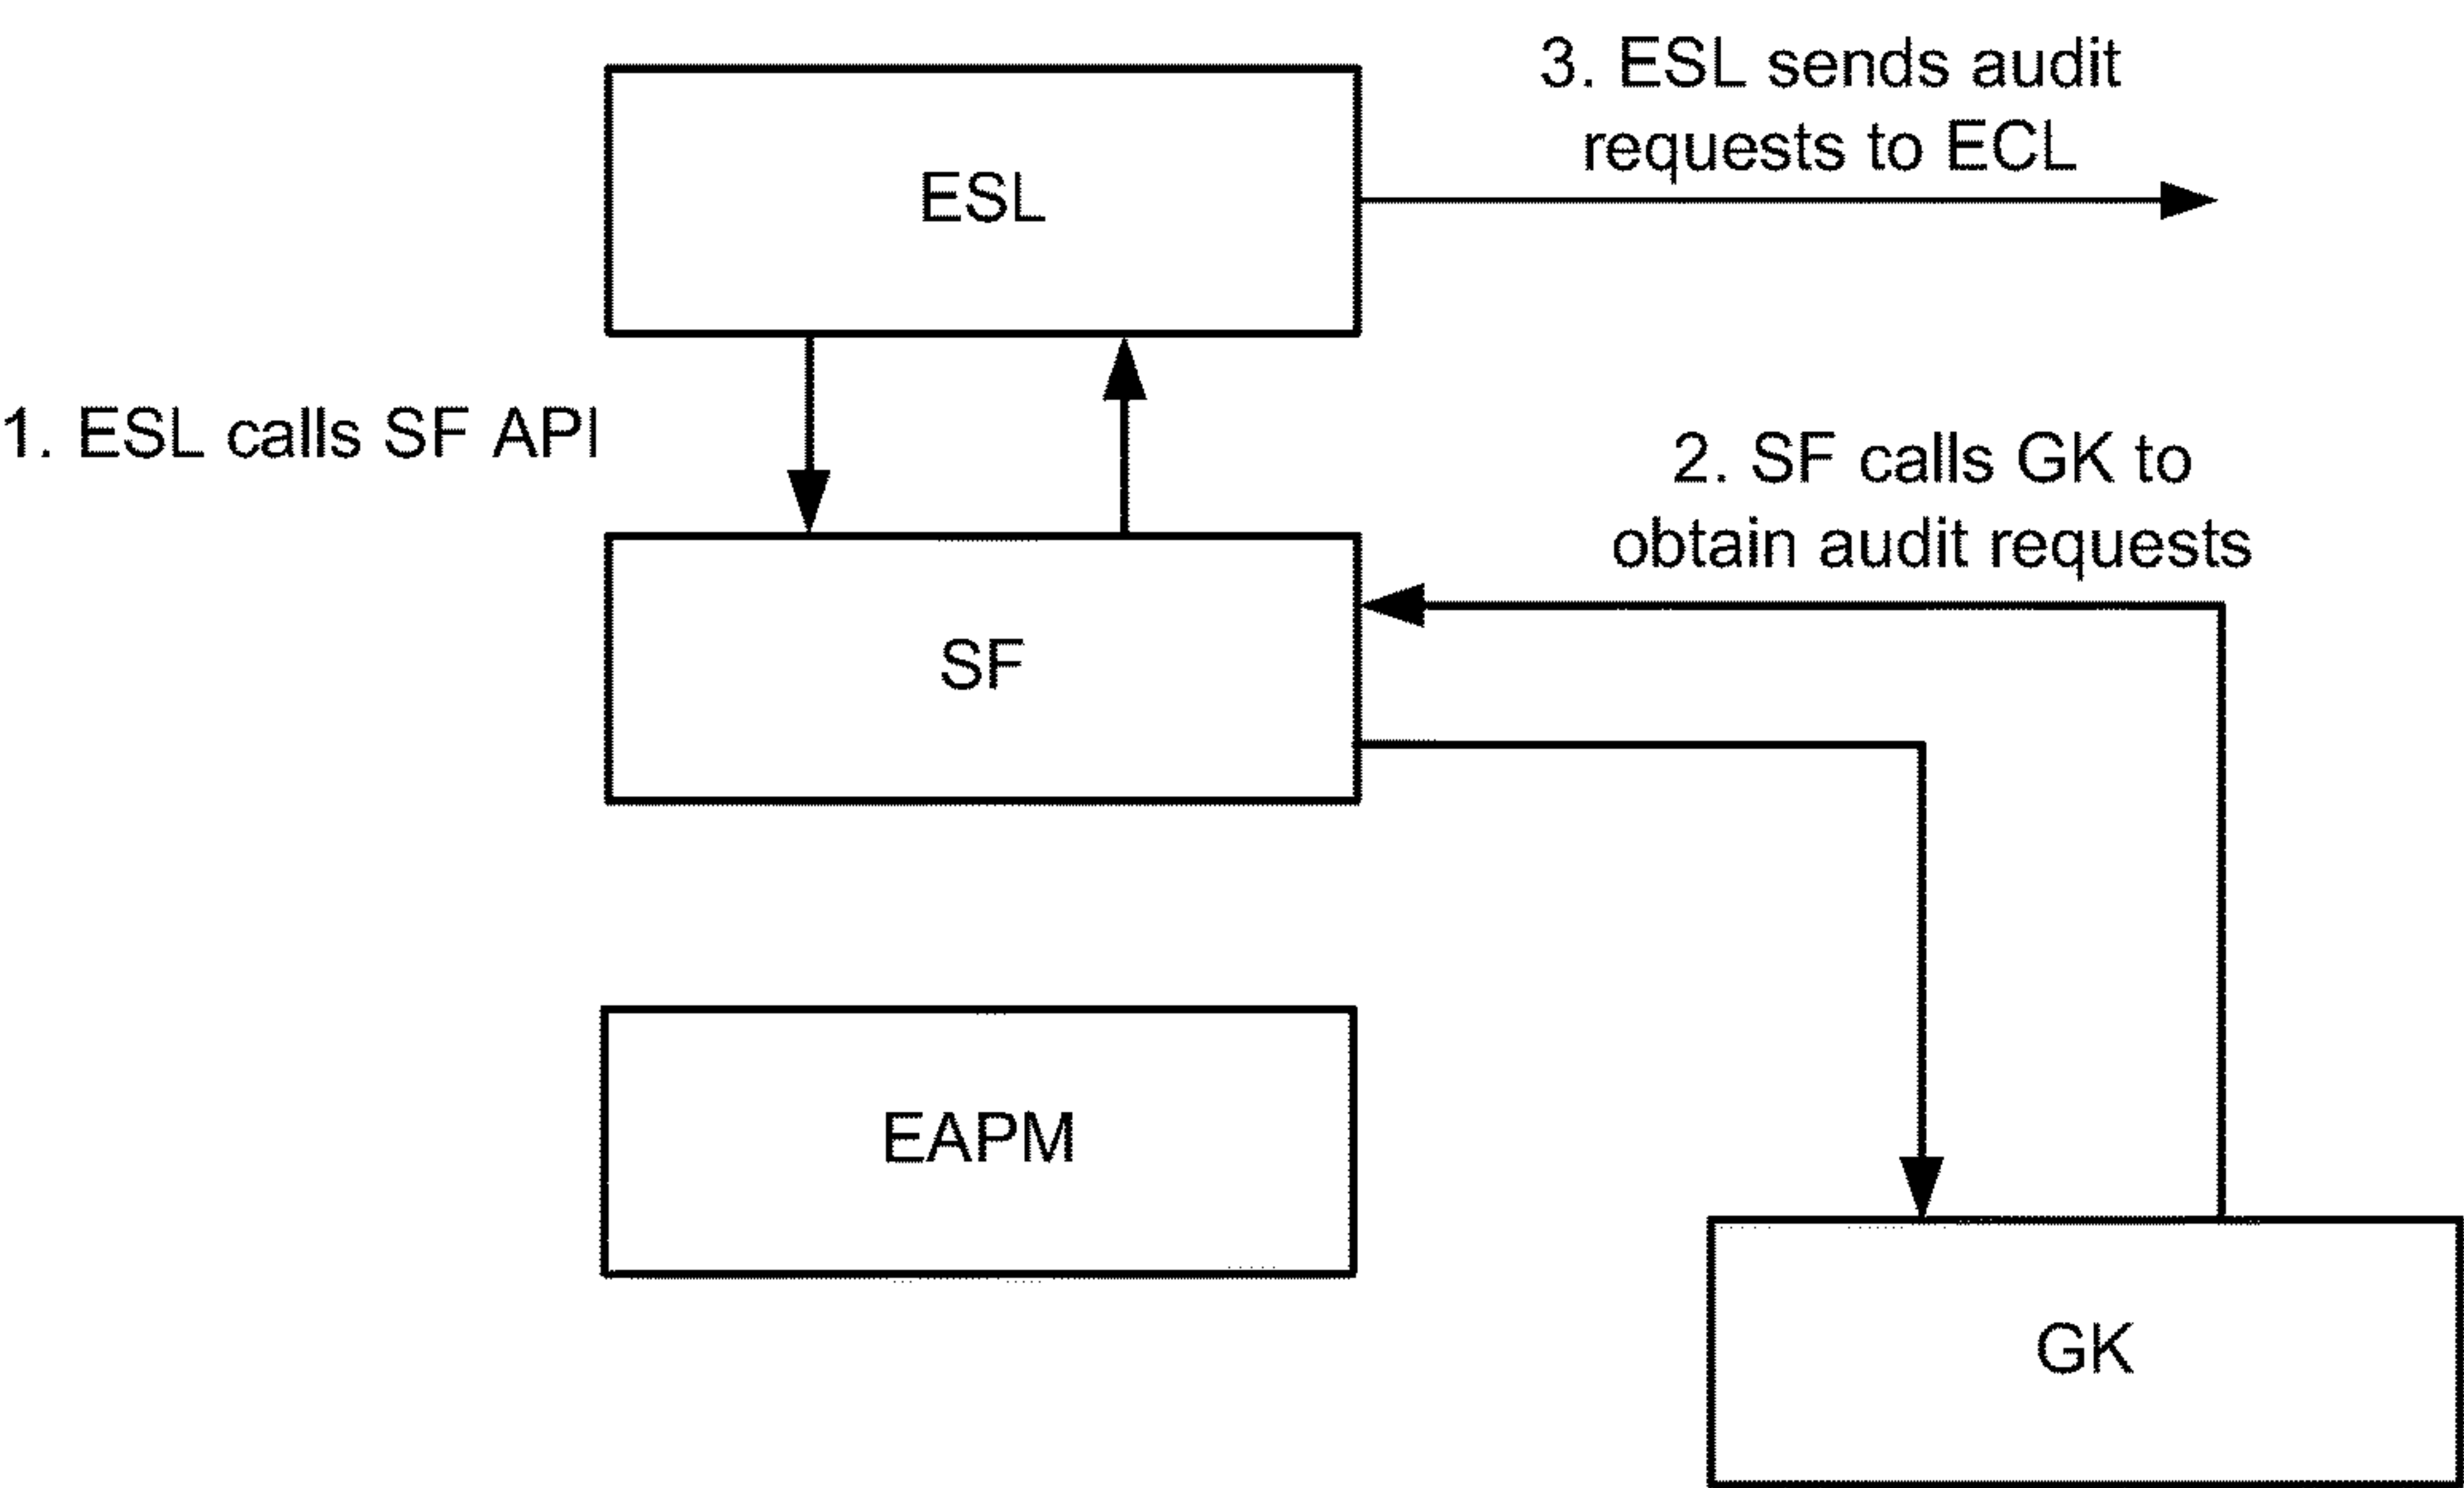 3. ESL sends audit
requests to ECL
ESL
1. ESL calls SF API
2. SF calls GK to
obtain audit requests
SF
EAPM
GK